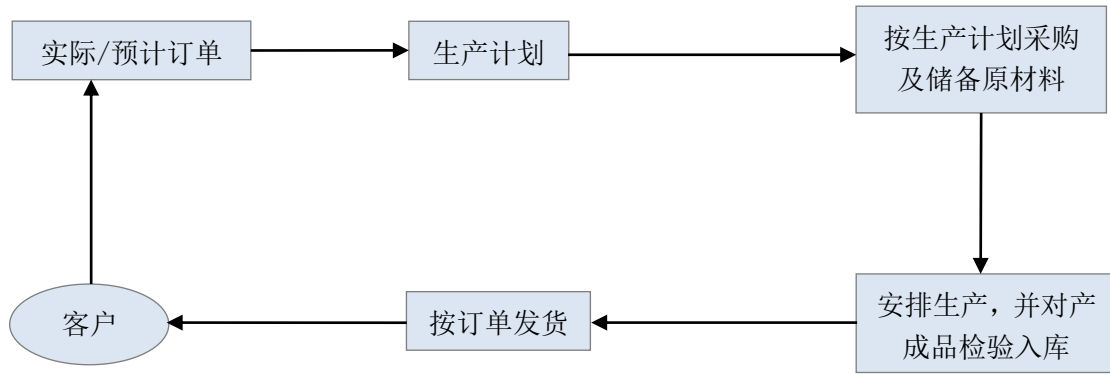 实际/预计订单
生产计划
按生产计划采购
及储备原材料
客户
按订单发货
安排生产，并对产
成品检验入库